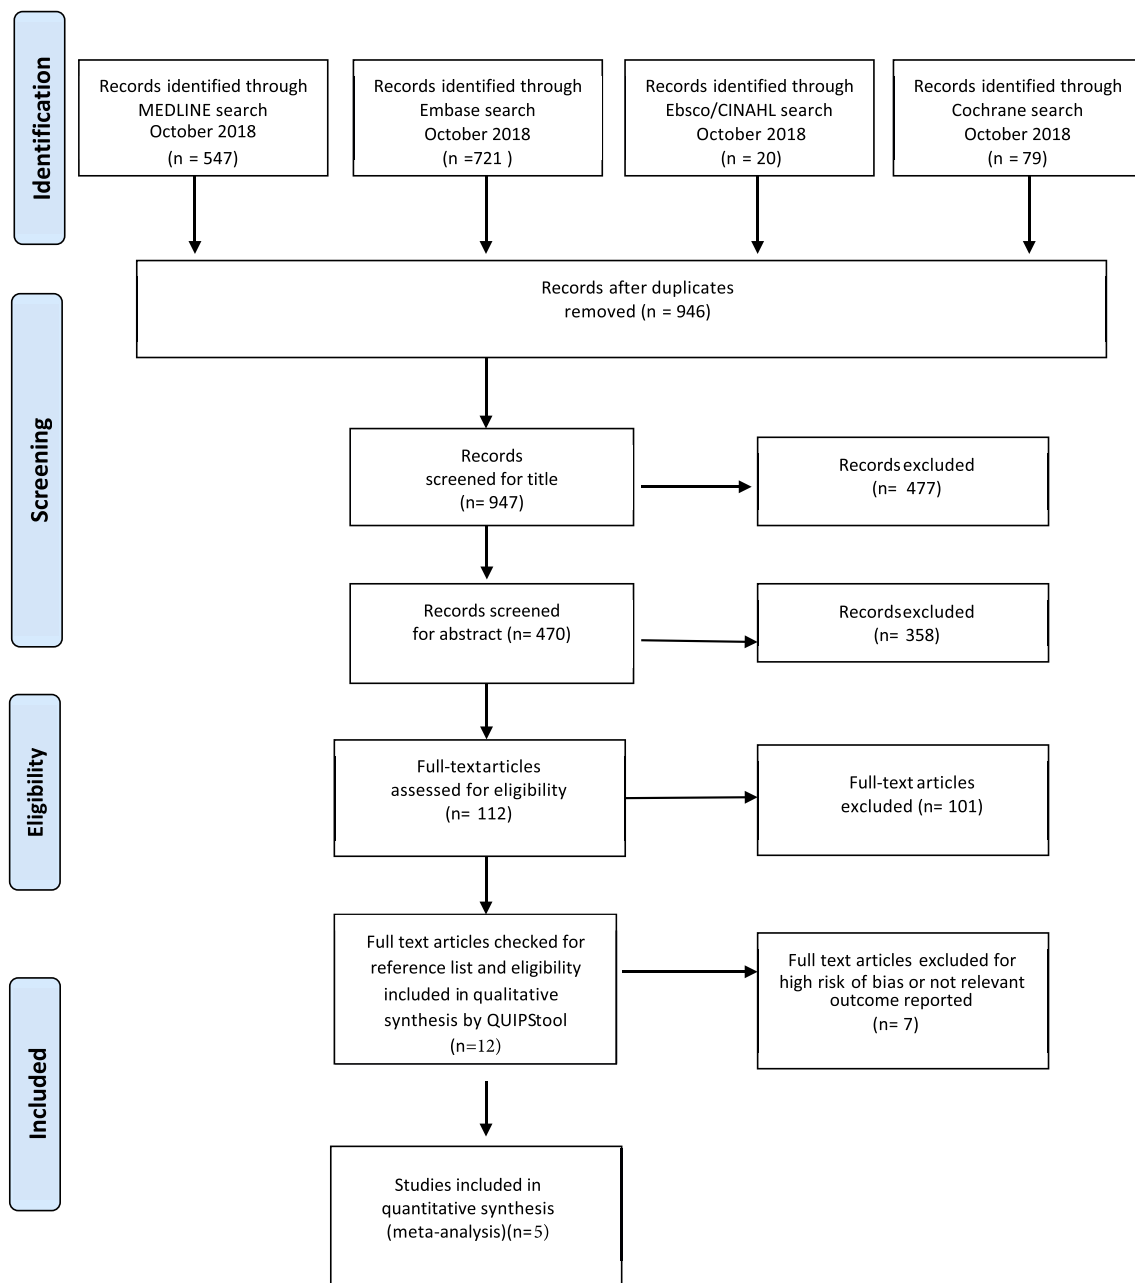 Identification
Records identified through
MEDLINE search
October 2018
(n = 547)
Records identified through
Embase search
October 2018
(n =721 )
Records identified through
Ebsco/CINAHL search
October 2018
(n = 20)
Records identified through
Cochrane search
October 2018
(n = 79)
Records after duplicates
removed (n = 946)
Screening
Records
screened for title
(n= 947)
Records excluded
(n= 477)
Records screened
for abstract (n= 470)
Records excluded
(n= 358)
Eligibility
Full-text articles
assessed for eligibility
(n= 112)
Full-text articles
excluded (n= 101)
Included
Full text articles checked for
reference list and eligibility
included in qualitative
synthesis by QUIPStool
(n=12)
Full text articles excluded for
high risk of bias or not relevant
outcome reported
(n= 7)
Studies included in
quantitative synthesis
(meta-analysis)(n=5)